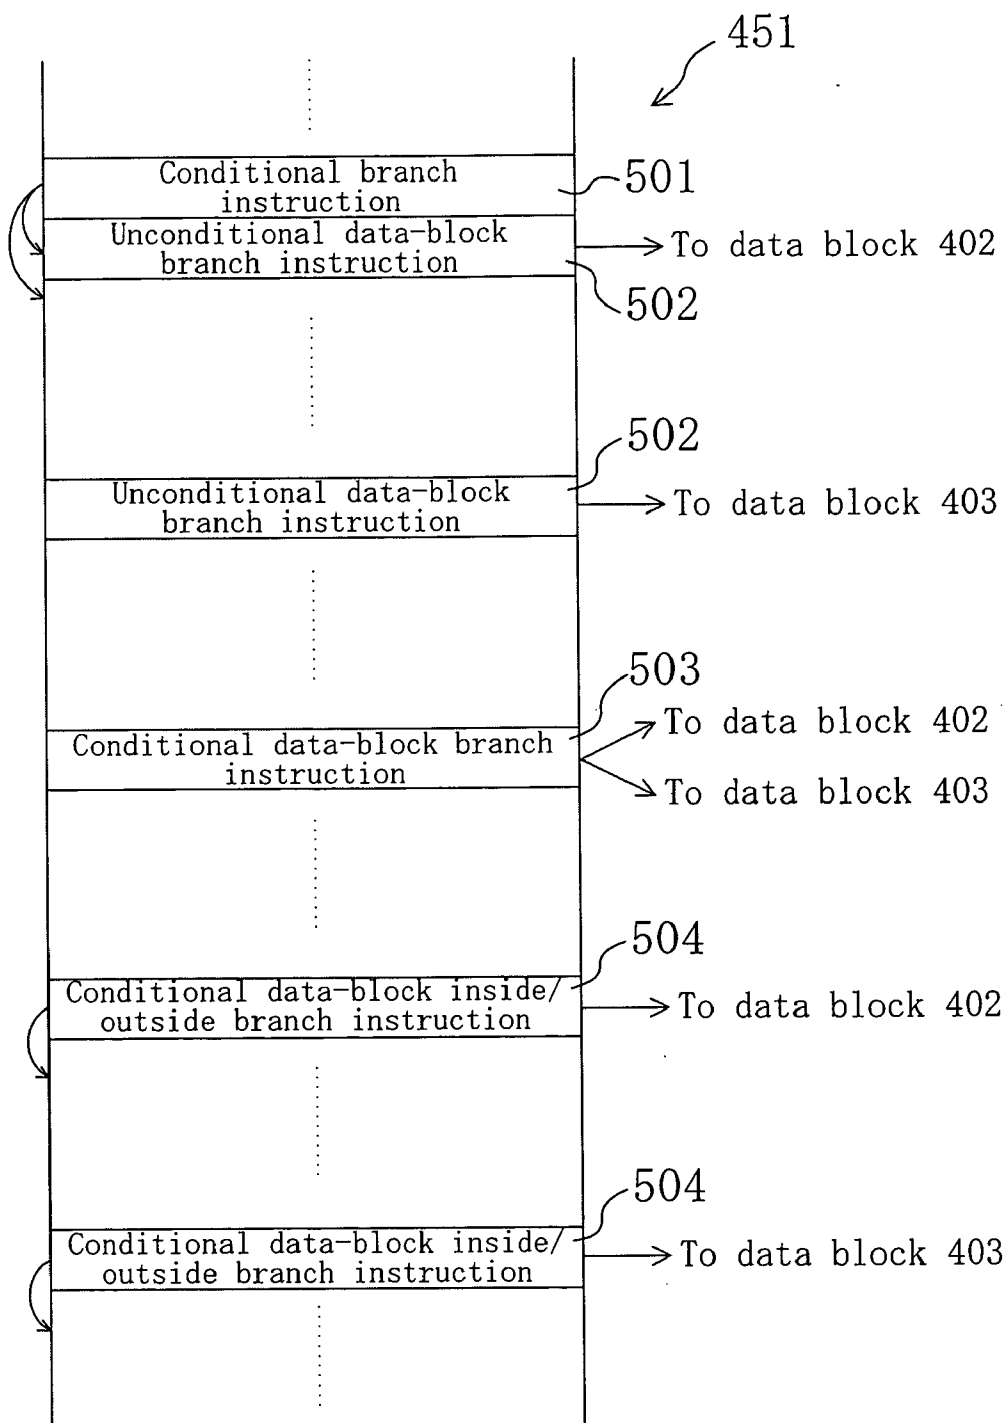 451
Conditional branch
instruction
501
Unconditional data-block
branch instruction
To data block 402
502
502
Unconditional data-block
branch instruction
To data block 403
503
Conditional data-block branch
instruction
To data block 402
To data block 403
504
Conditional data-block inside/
outside branch instruction
To data block 402
504
Conditional data-block inside/
outside branch instruction
To data block 403